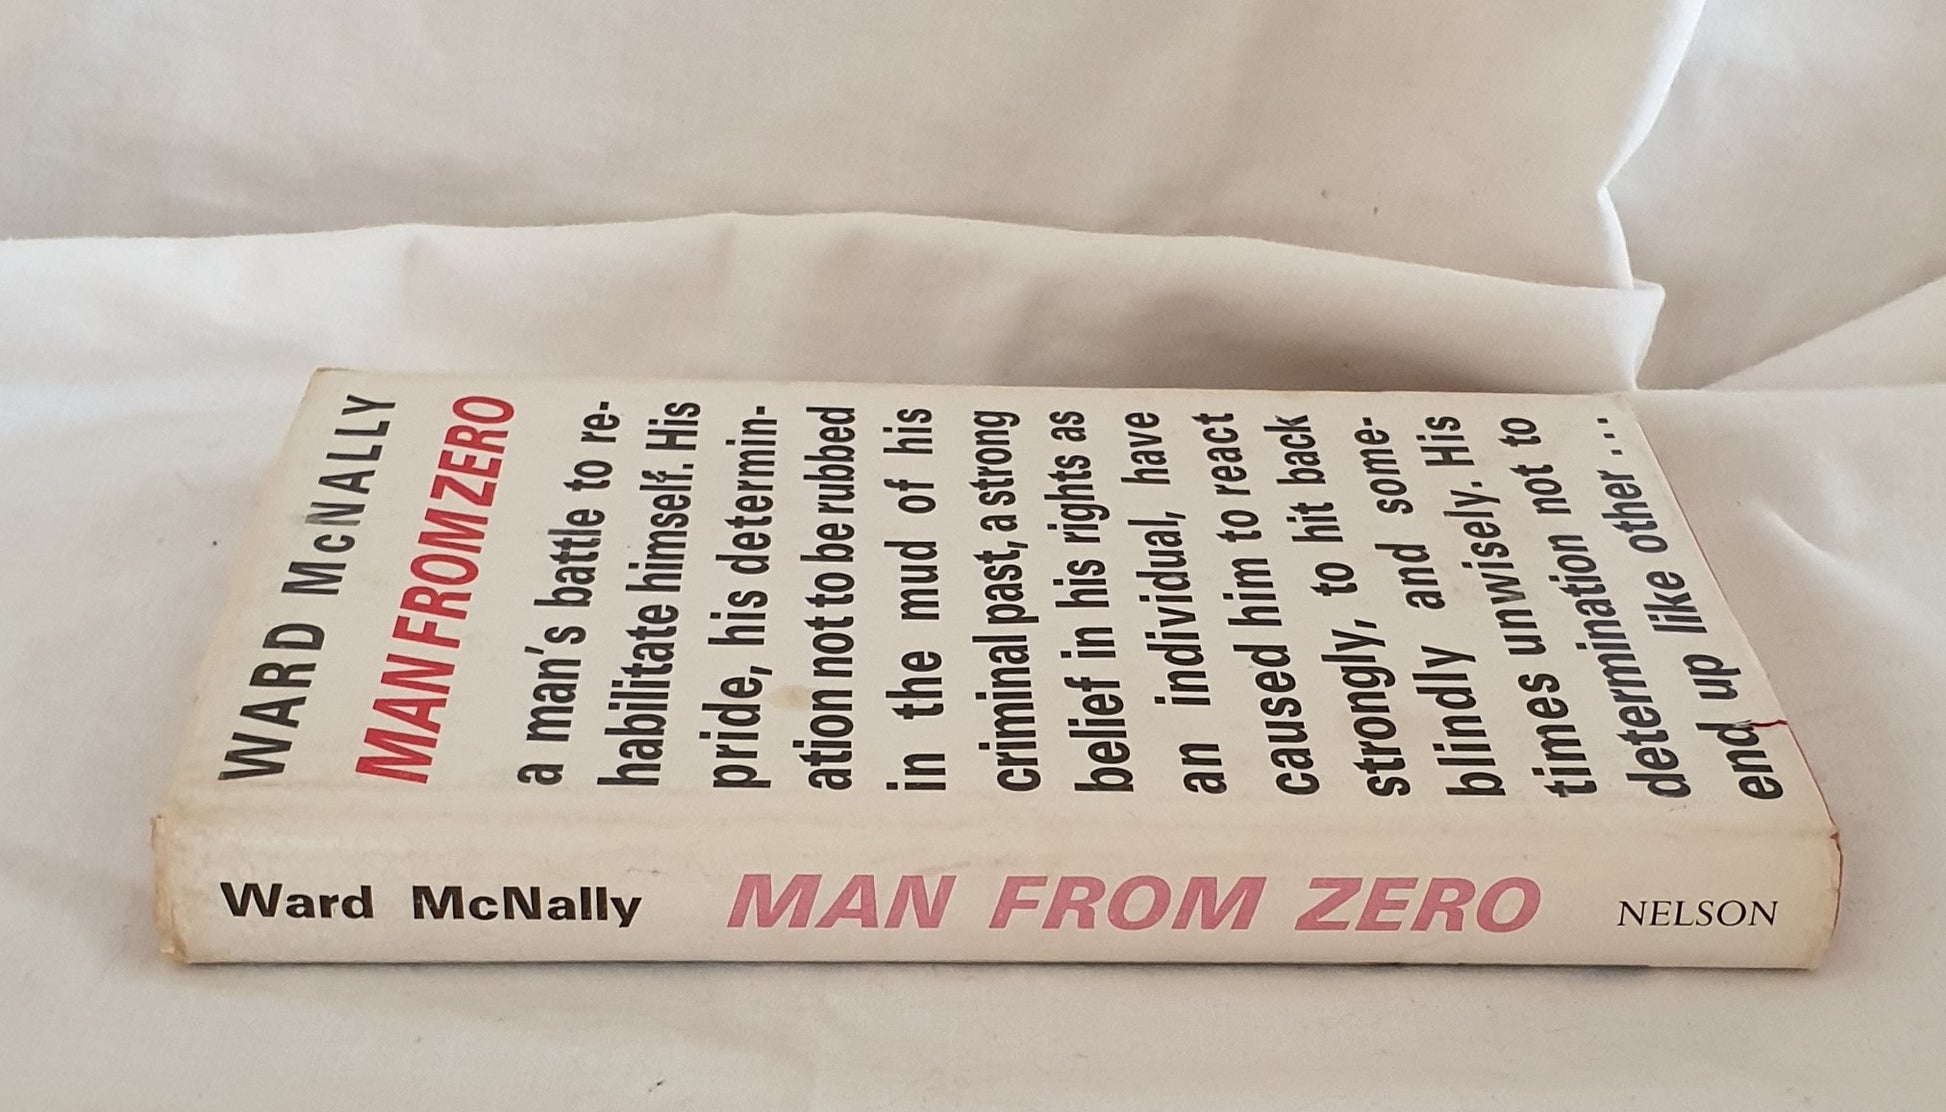 WARD McNALLY
MAN FROM ZERO
a man's battle to re-
habilitate himself. His
pride, his determin-
ation not to be rubbed
in the mud of his
criminal past, a strong
belief in his rights as
an individual, have
caused him to react
strongly, to hit back
blindly and some-
times unwisely. His
determination not to
end up like other...
Ward McNally MAN FROM ZERO NELSON